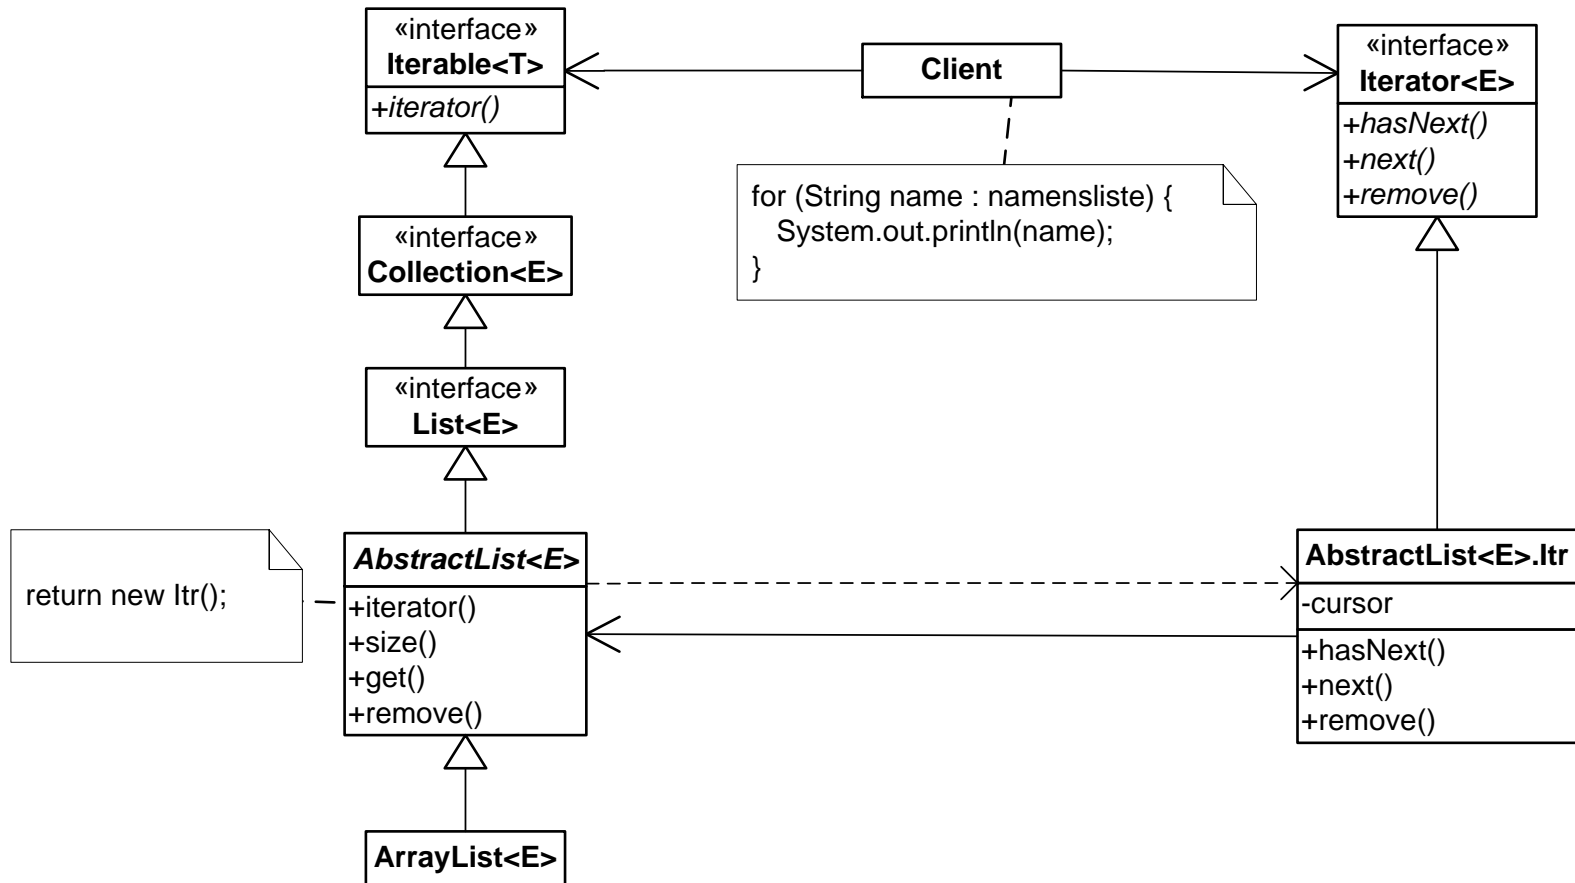 «interface»
Iterable<T>
+iterator()
Client
«interface»
Iterator<E>
+hasNext()
+next()
+remove()
for (String name : namensliste) {
System.out.println(name);
}
«interface»
Collection<E>
«interface»
List<E>
return new Itr();
AbstractList<E>
+iterator()
+size()
+get()
+remove()
AbstractList<E>.Itr
-cursor
+hasNext()
+next()
+remove()
ArrayList<E>